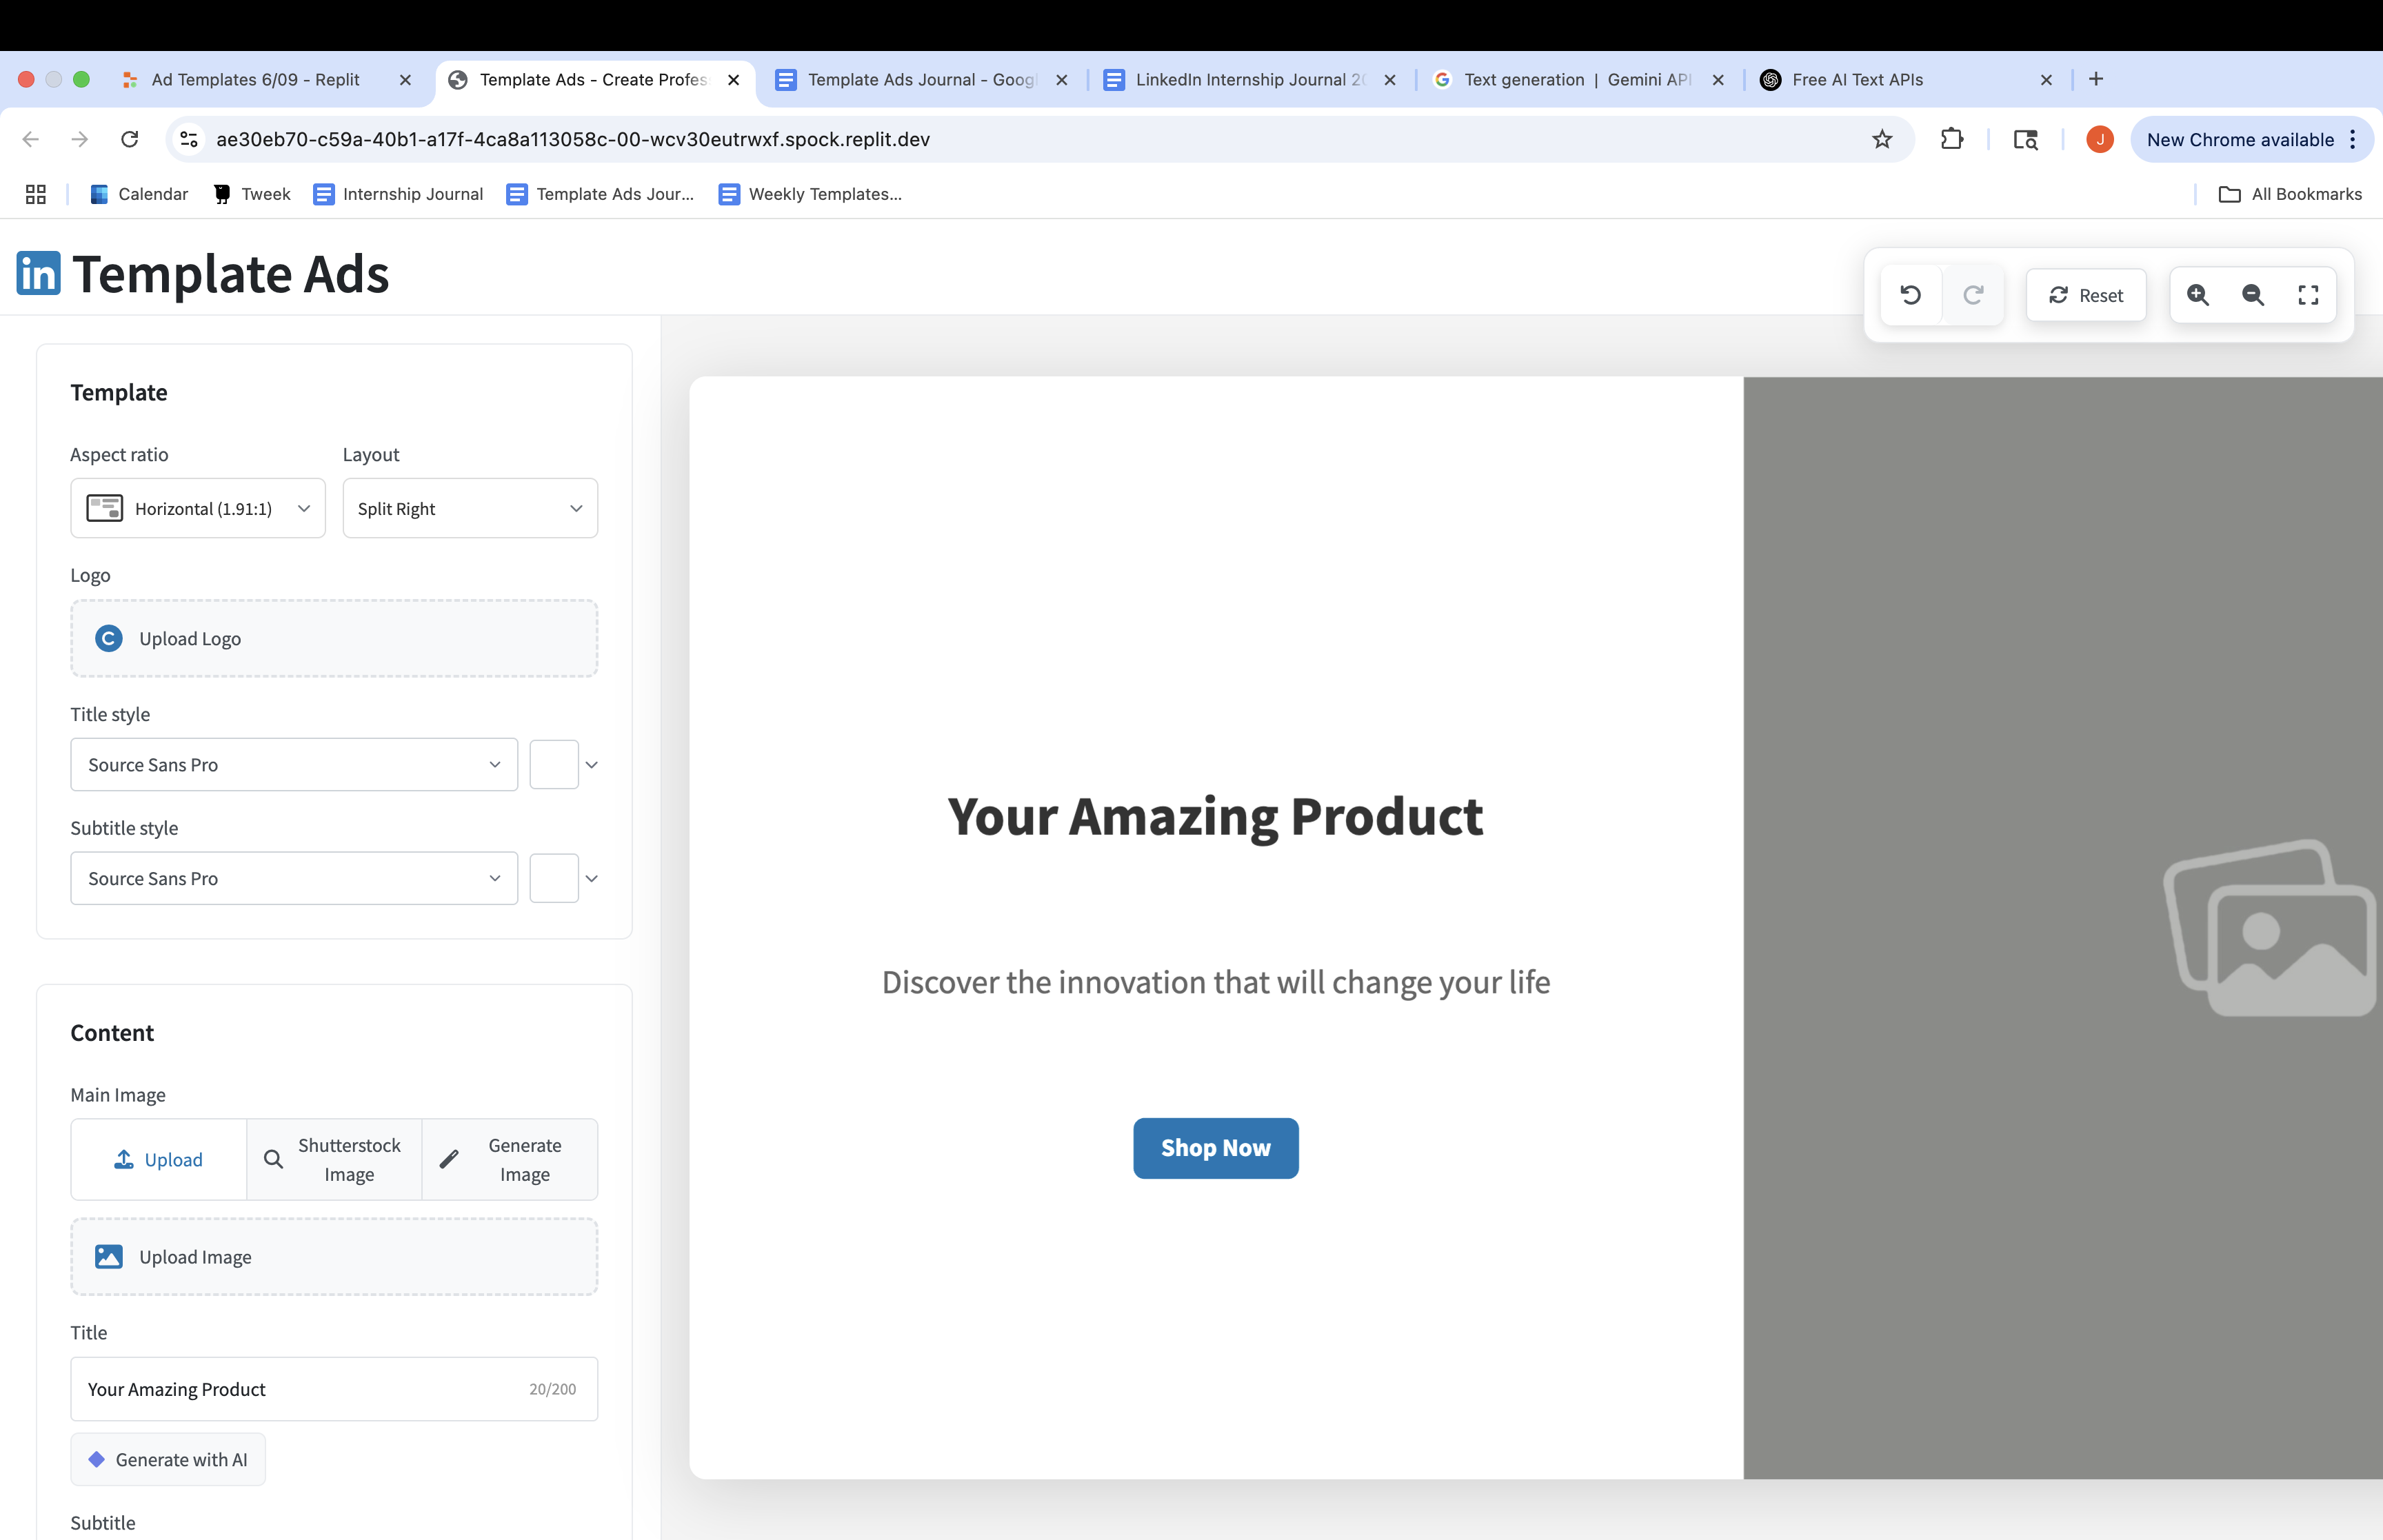 Ad Templates 6/09 - Replit
Template Ads - Create Profes
Template Ads Journal - Goog
LinkedIn Internship Journal 20
Text generation | Gemini API
Free AI Text APIs
ae30eb70-c59a-40b1-a17f-4ca8a113058c-00-wcv30eutrwxf.spock.replit.dev
J
New Chrome available
Calendar
Tweek
Internship Journal
Template Ads Jour...
Weekly Templates...
All Bookmarks
in Template Ads
Reset
Template
Aspect ratio
Layout
Horizontal (1.91:1)
Split Right
Logo
C
Upload Logo
Title style
Source Sans Pro
Subtitle style
Source Sans Pro
Content
Main Image
Upload
Shutterstock
Image
Generate
Image
Upload Image
Title
Your Amazing Product
20/200
Generate with AI
Subtitle
Your Amazing Product
Discover the innovation that will change your life
Shop Now